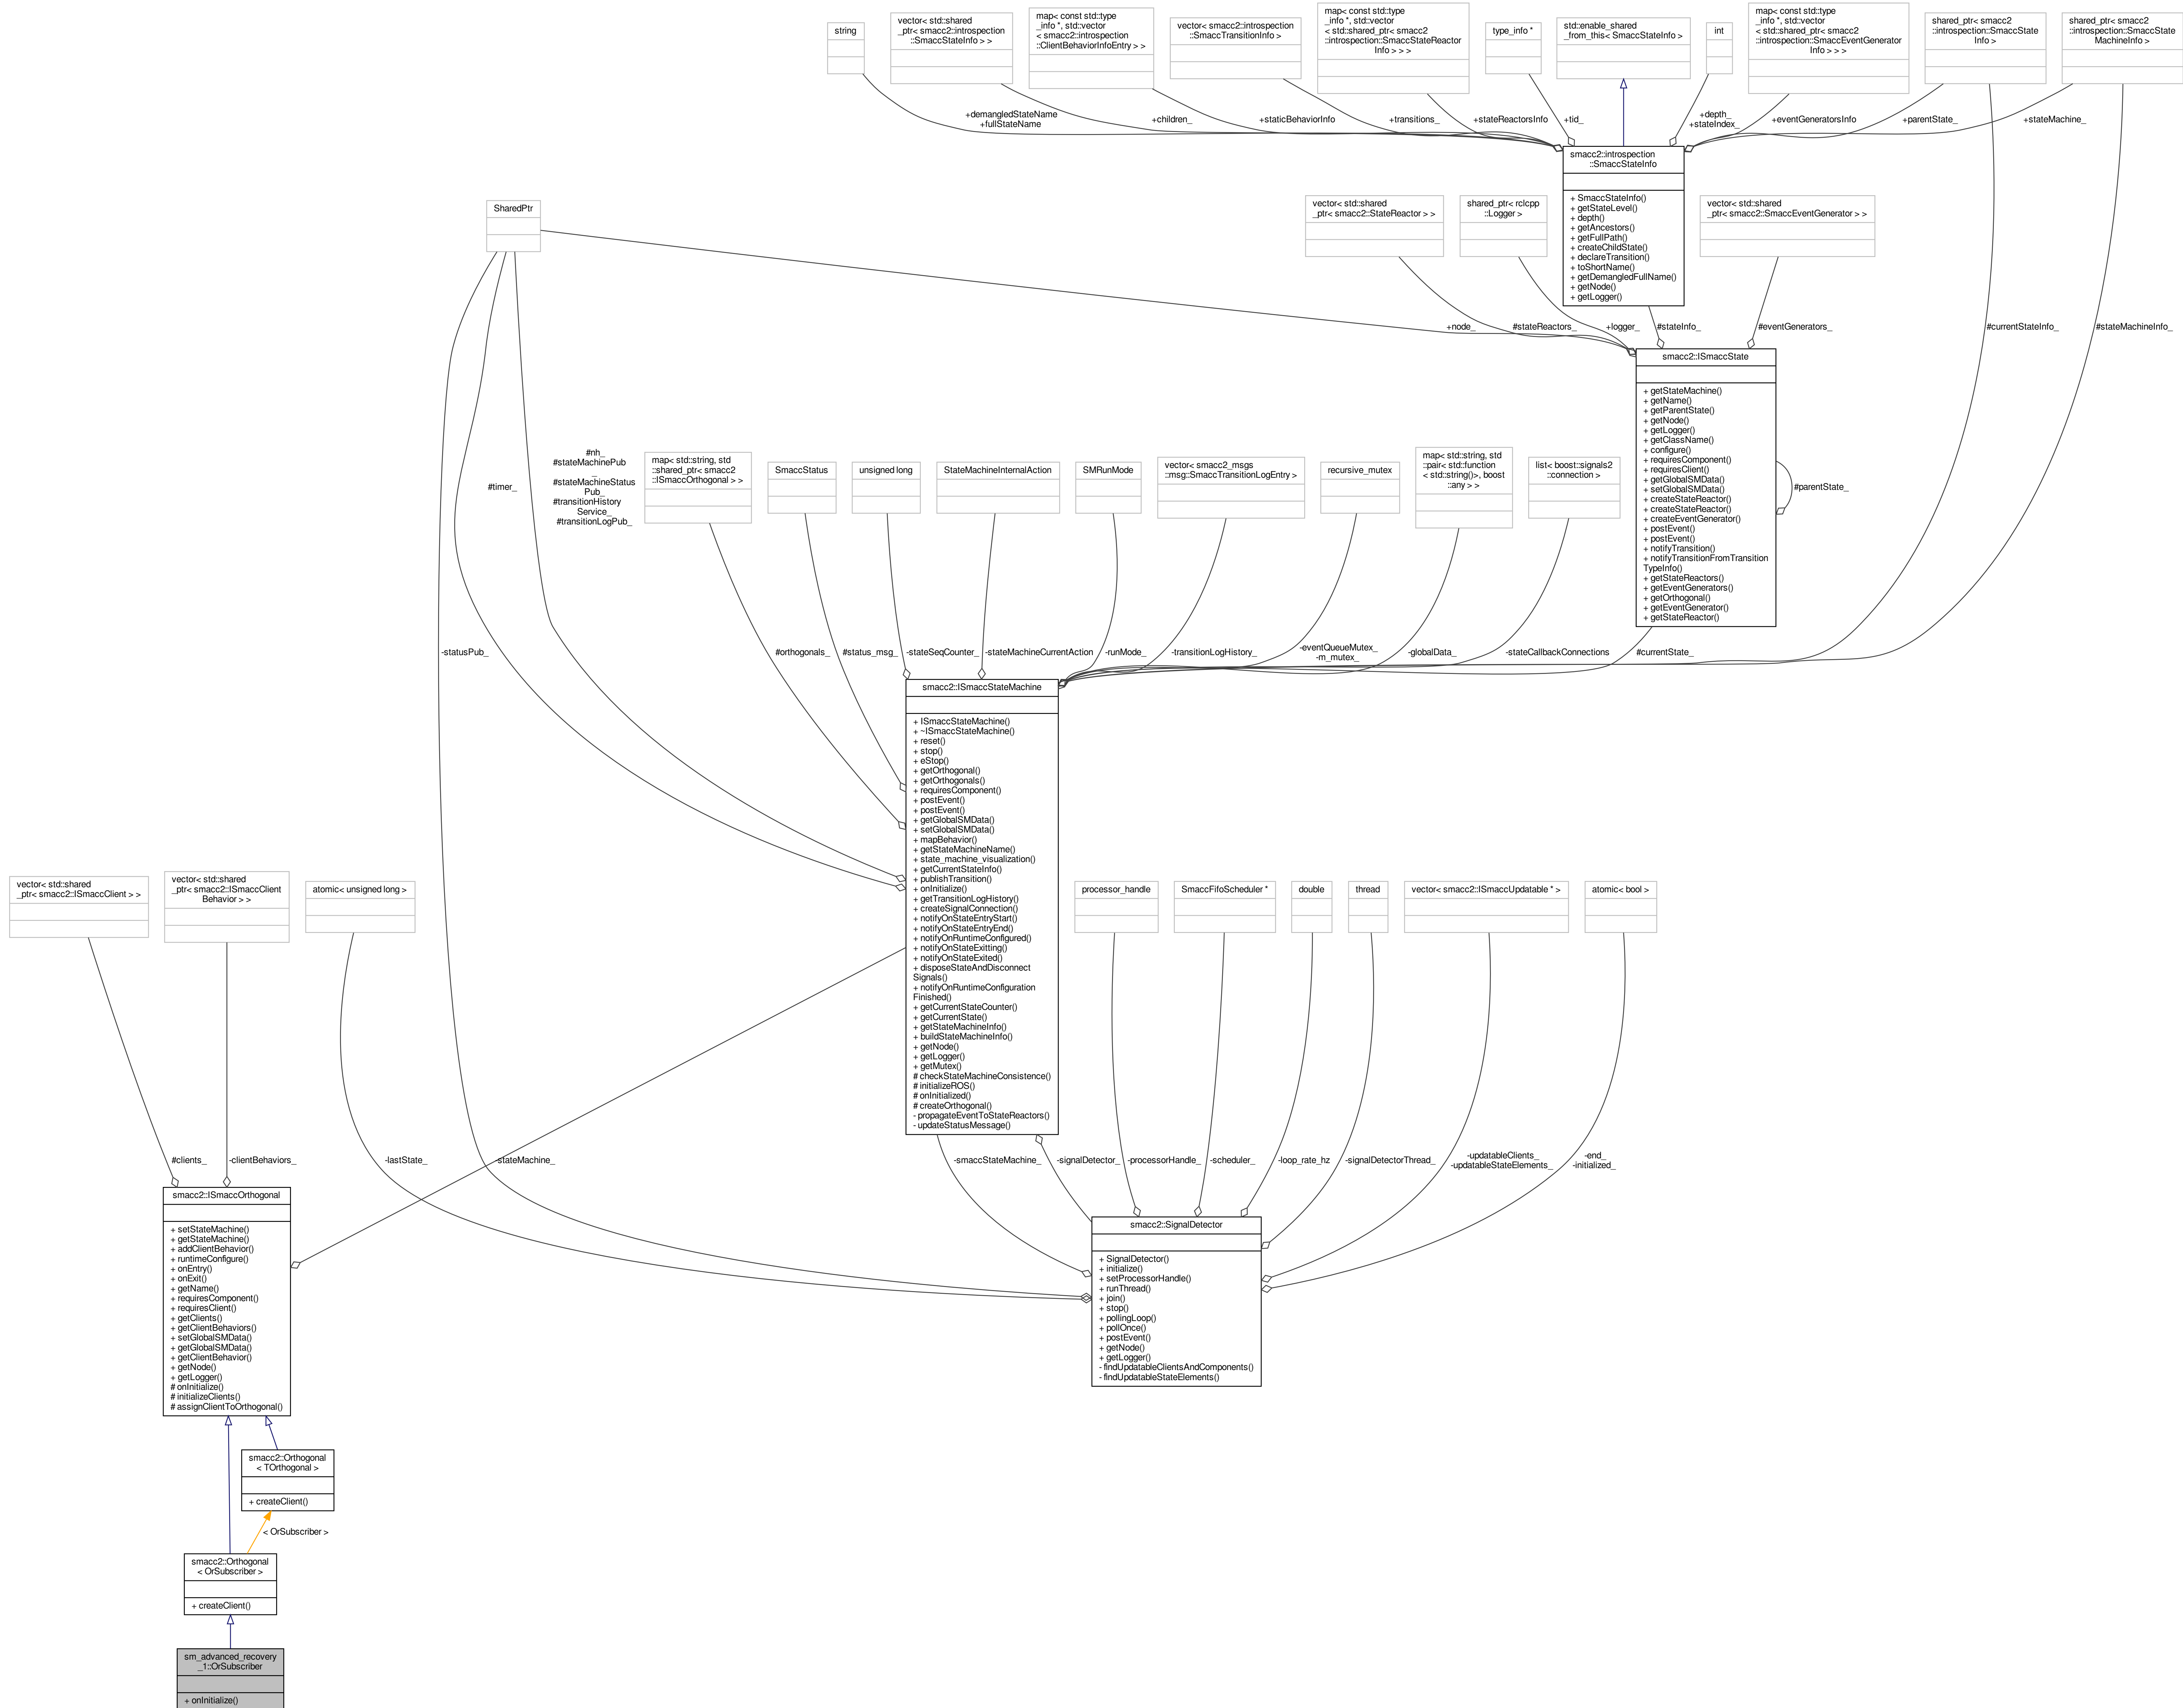 string
vector< std::shared
_ptr< smacc2::introspection
::SmaccStateInfo > >
map< const std::type
_info *, std::vector
< smacc2::introspection
::ClientBehaviorInfoEntry > >
vector< smacc2::introspection
::SmaccTransitionInfo >
map< const std::type
_info *, std::vector
< std::shared_ptr< smacc2
::introspection::SmaccStateReactor
Info > > >
type_info *
std::enable_shared
_from_this< SmaccStateInfo >
int
map< const std::type
_info *, std::vector
< std::shared_ptr< smacc2
::introspection::SmaccEventGenerator
Info > > >
shared_ptr< smacc2
::introspection::SmaccState
Info >
shared_ptr< smacc2
::introspection::SmaccState
MachineInfo >
+demangledStateName
+fullStateName
+children_
+staticBehaviorInfo
+transitions_
+stateReactorsInfo
+tid_
+depth_
+stateIndex_
+eventGeneratorsInfo
+parentState_
+stateMachine_
smacc2::introspection
::SmaccStateInfo
+ SmaccStateInfo()
+ getStateLevel()
+ depth()
+ getAncestors()
+ getFullPath()
+ createChildState()
+ declareTransition()
+ toShortName()
+ getDemangledFullName()
+ getNode()
+ getLogger()
SharedPtr
vector< std::shared
_ptr< smacc2::StateReactor > >
shared_ptr< rclcpp
::Logger >
vector< std::shared
_ptr< smacc2::SmaccEventGenerator > >
+node_
#stateReactors_
+logger_
#stateInfo_
#eventGenerators_
#currentStateInfo_
#stateMachineInfo_
smacc2::ISmaccState
+ getStateMachine()
+ getName()
+ getParentState()
+ getNode()
+ getLogger()
+ getClassName()
+ configure()
+ requiresComponent()
+ requiresClient()
+ getGlobalSMData()
+ setGlobalSMData()
+ createStateReactor()
+ createStateReactor()
+ createEventGenerator()
+ postEvent()
+ postEvent()
+ notifyTransition()
+ notifyTransitionFromTransition
TypeInfo()
+ getStateReactors()
+ getEventGenerators()
+ getOrthogonal()
+ getEventGenerator()
+ getStateReactor()
#parentState_
#timer_
#nh_
#stateMachinePub
_
#stateMachineStatus
Pub_
#transitionHistory
Service_
#transitionLogPub_
map< std::string, std
::shared_ptr< smacc2
::ISmaccOrthogonal > >
SmaccStatus
unsigned long
StateMachineInternalAction
SMRunMode
vector< smacc2_msgs
::msg::SmaccTransitionLogEntry >
recursive_mutex
map< std::string, std
::pair< std::function
< std::string()>, boost
::any > >
list< boost::signals2
::connection >
-statusPub_
#orthogonals_
#status_msg_
-stateSeqCounter_
-stateMachineCurrentAction
-runMode_
-transitionLogHistory_
-eventQueueMutex_
-m_mutex_
-globalData_
-stateCallbackConnections
#currentState_
smacc2::ISmaccStateMachine
+ ISmaccStateMachine()
+ ~ISmaccStateMachine()
+ reset()
+ stop()
+ eStop()
+ getOrthogonal()
+ getOrthogonals()
+ requiresComponent()
+ postEvent()
+ postEvent()
+ getGlobalSMData()
+ setGlobalSMData()
+ mapBehavior()
+ getStateMachineName()
+ state_machine_visualization()
+ getCurrentStateInfo()
+ publishTransition()
+ onInitialize()
+ getTransitionLogHistory()
+ createSignalConnection()
+ notifyOnStateEntryStart()
+ notifyOnStateEntryEnd()
+ notifyOnRuntimeConfigured()
+ notifyOnStateExitting()
+ notifyOnStateExited()
+ disposeStateAndDisconnect
Signals()
+ notifyOnRuntimeConfiguration
Finished()
+ getCurrentStateCounter()
+ getCurrentState()
+ getStateMachineInfo()
+ buildStateMachineInfo()
+ getNode()
+ getLogger()
+ getMutex()
# checkStateMachineConsistence()
# initializeROS()
# onInitialized()
# createOrthogonal()
- propagateEventToStateReactors()
- updateStatusMessage()
vector< std::shared
_ptr< smacc2::ISmaccClient > >
vector< std::shared
_ptr< smacc2::ISmaccClient
Behavior > >
atomic< unsigned long >
processor_handle
SmaccFifoScheduler *
double
thread
vector< smacc2::ISmaccUpdatable * >
atomic< bool >
#clients_
-clientBehaviors_
-lastState_
-stateMachine_
-smaccStateMachine_
-signalDetector_
-processorHandle_
-scheduler_
-loop_rate_hz
-signalDetectorThread_
-updatableClients_
-updatableStateElements_
-end_
-initialized_
smacc2::ISmaccOrthogonal
+ setStateMachine()
+ getStateMachine()
+ addClientBehavior()
+ runtimeConfigure()
+ onEntry()
+ onExit()
+ getName()
+ requiresComponent()
+ requiresClient()
+ getClients()
+ getClientBehaviors()
+ setGlobalSMData()
+ getGlobalSMData()
+ getClientBehavior()
+ getNode()
+ getLogger()
# onInitialize()
# initializeClients()
# assignClientToOrthogonal()
smacc2::SignalDetector
+ SignalDetector()
+ initialize()
+ setProcessorHandle()
+ runThread()
+ join()
+ stop()
+ pollingLoop()
+ pollOnce()
+ postEvent()
+ getNode()
+ getLogger()
- findUpdatableClientsAndComponents()
- findUpdatableStateElements()
smacc2::Orthogonal
< TOrthogonal >
+ createClient()
< OrSubscriber >
smacc2::Orthogonal
< OrSubscriber >
+ createClient()
sm_advanced_recovery
_1::OrSubscriber
+ onInitialize()